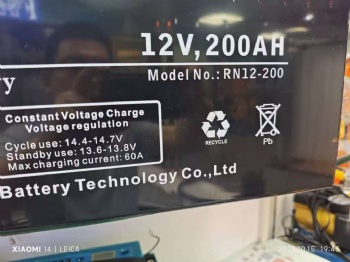 12V,200AH
Model No.:RN12-200
y
Constant Voltage Charge
Voltage regulation
Cycle use: 14.4-14.7V
Standby use: 13.6-13.8V
Max charging current: 60A
RECYCLE
Pb
Battery Technology Co.,Ltd
XIAOMI 14 | LEICA